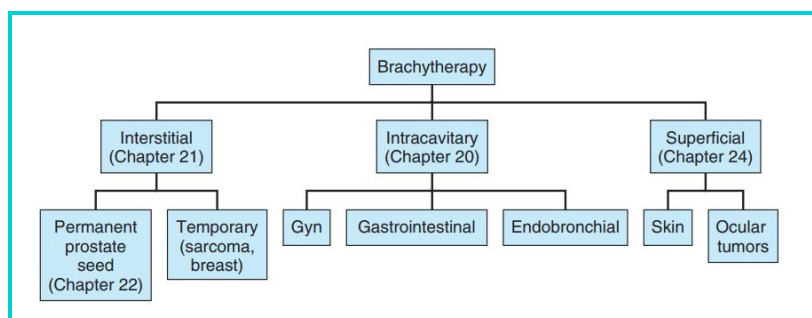 Brachytherapy
Interstitial
(Chapter 21)
Intracavitary
(Chapter 20)
Superficial
(Chapter 24)
Permanent
prostate
seed
(Chapter 22)
Temporary
(sarcoma,
breast)
Gyn
Gastrointestinal
Endobronchial
Skin
Ocular
tumors